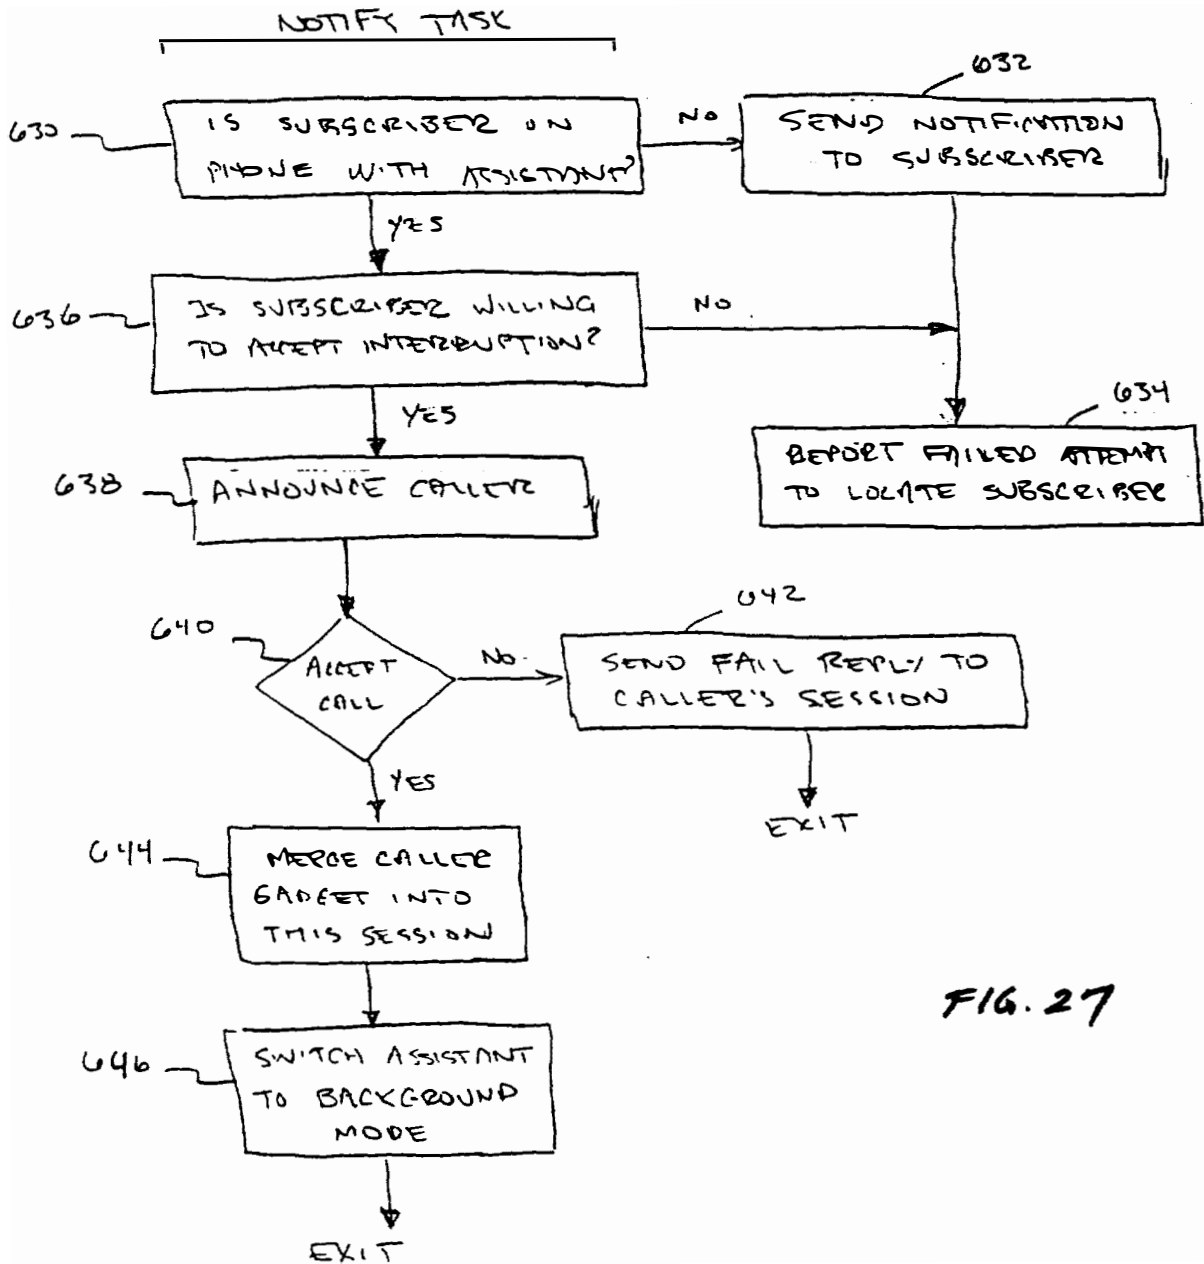 NOTIFY TASK
630
IS SUBSCRIBER ON
PHONE WITH ASSISTANT?
NO
632
SEND NOTIFICATION
TO SUBSCRIBER
YES
636
IS SUBSCRIBER WILLING
TO ACCEPT INTERRUPTION?
NO
YES
634
REPORT FAILED ATTEMPT
TO LOCATE SUBSCRIBER
638
ANNOUNCE CALLER
640
ACCEPT
CALL
NO.
642
SEND FAIL REPLY TO
CALLER'S SESSION
EXIT
YES
644
MERGE CALLER
GADGET INTO
THIS SESSION
646
SWITCH ASSISTANT
TO BACKGROUND
MODE
EXIT
FIG. 27